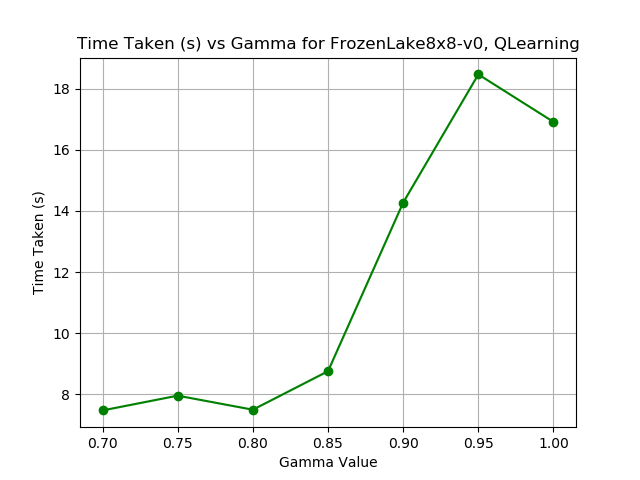 Time Taken (s) vs Gamma for FrozenLake8x8-v0, QLearning
Time Taken (s)
18
16
14
12
10
8
0.70 0.75 0.80 0.85 0.90 0.95 1.00
Gamma Value